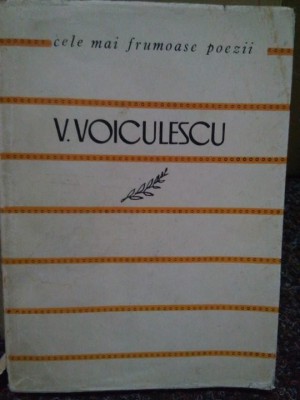 cele mai frumoase poezii
V. VOICULESCU